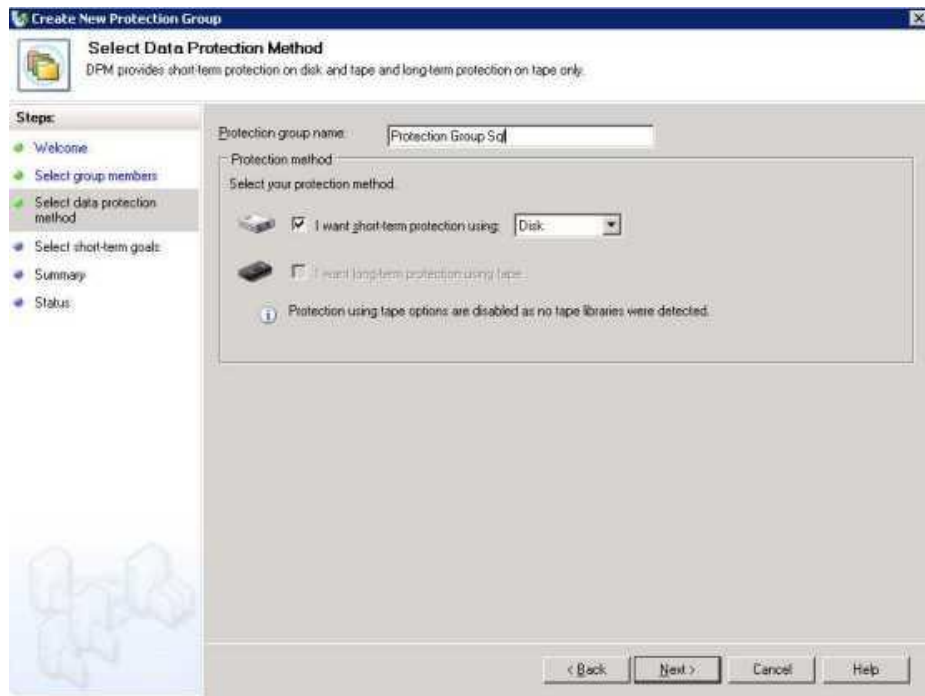 Create New Protection Group
Select Data Protection Method
DPM provides short-term protection on disk and tape and long-term protection on tape only.
Steps:
Welcome
Select group members
Select data protection
method
Select short-term goals
Summary
Status
Protection group name:
Protection Group Sql
Protection method
Select your protection method.
I want short-term protection using:
Disk
I want long-term protection using tape
Protection using tape options are disabled as no tape libraries were detected.
< Back
Next >
Cancel
Help